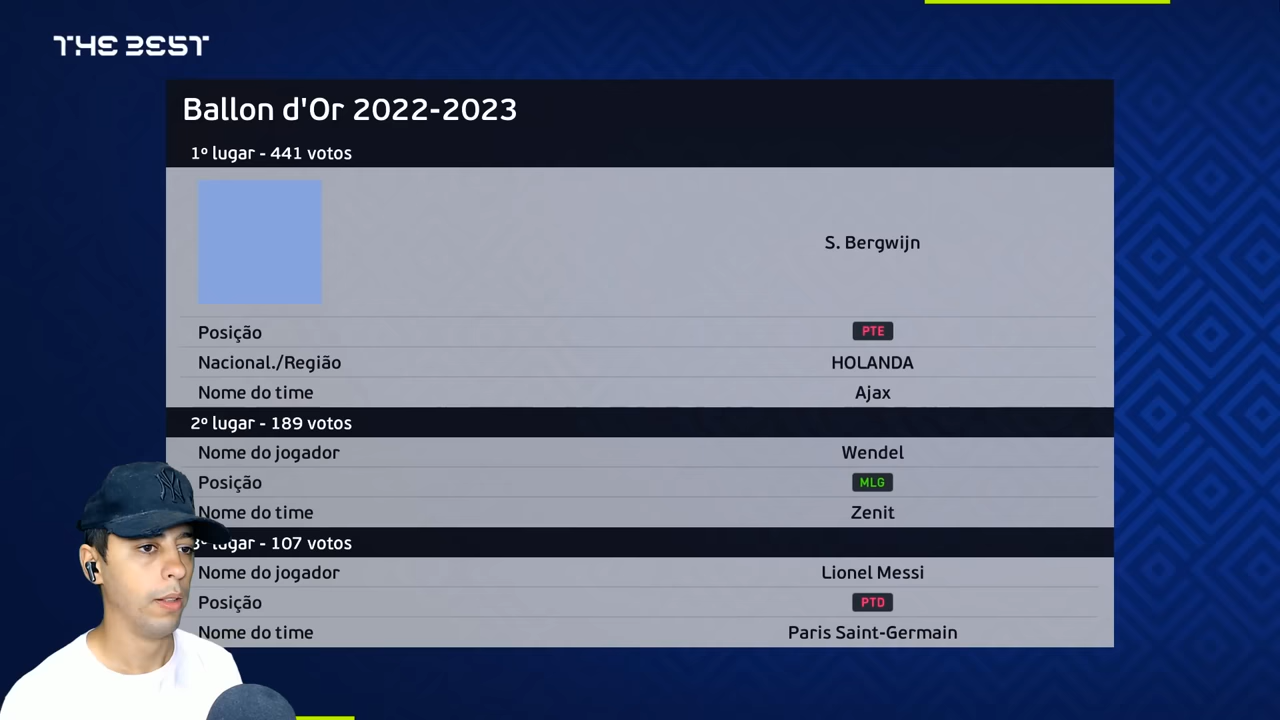 THE BEST
Ballon d'Or 2022-2023
1º lugar - 441 votos
S. Bergwijn
Posição PTE
Nacional./Região HOLANDA
Nome do time Ajax
2º lugar - 189 votos
Nome do jogador Wendel
Posição MLG
Nome do time Zenit
3º lugar - 107 votos
Nome do jogador Lionel Messi
Posição PTD
Nome do time Paris Saint-Germain
NY